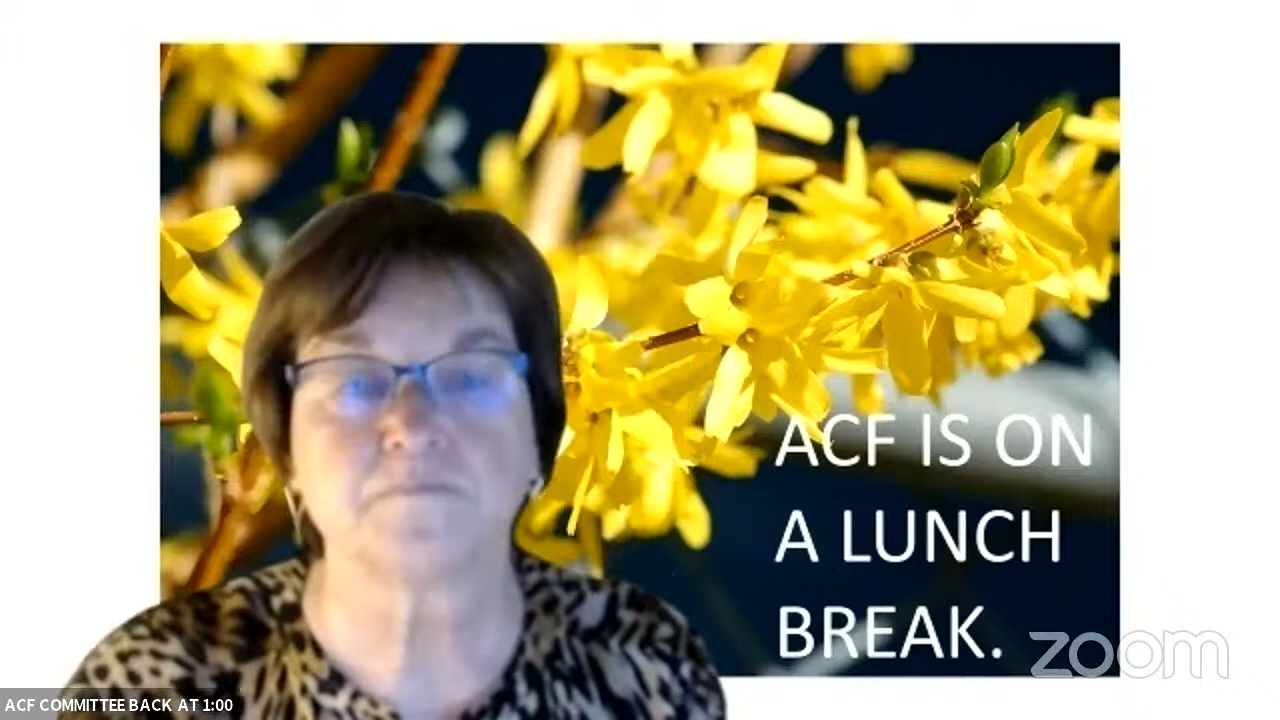 ACF IS ON
A LUNCH
BREAK.
zoom
ACF COMMITTEE BACK AT 1:00